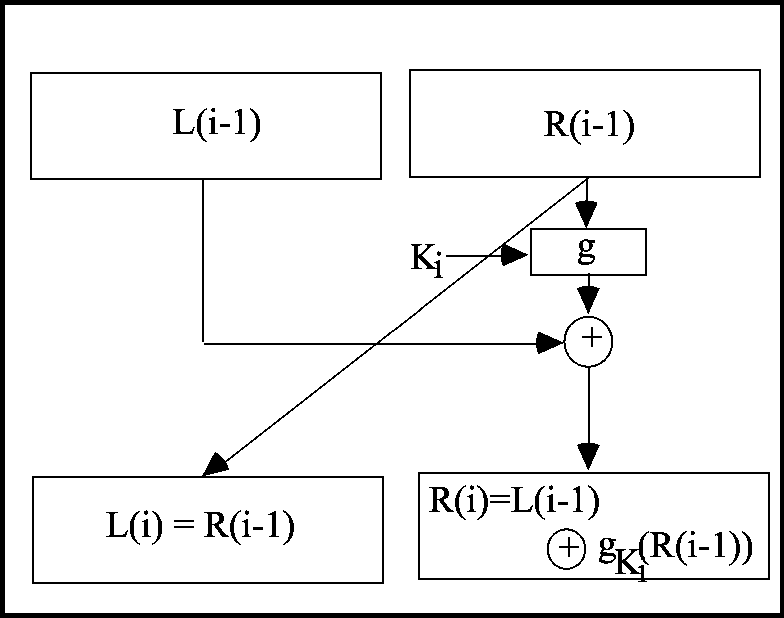 L(i-1)
R(i-1)
Ki
g
+
L(i) = R(i-1)
R(i)=L(i-1)
+ gKi(R(i-1))